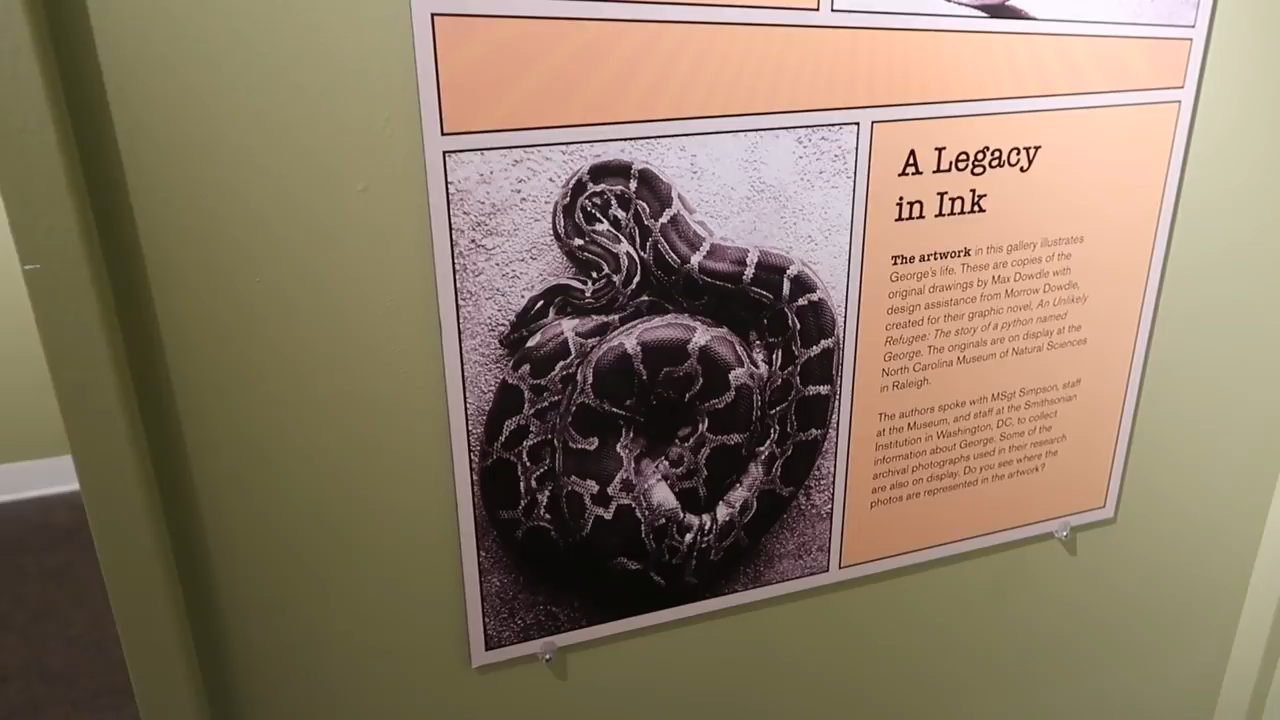 A Legacy
in Ink
The artwork in this gallery illustrates
George's life. These are copies of the
original drawings by Max Dowdle with
design assistance from Morrow Dowdle,
created for their graphic novel, An Unlikely
Refugee: The story of a python named
George. The originals are on display at the
North Carolina Museum of Natural Sciences
in Raleigh.
The authors spoke with MSgt Simpson, staff
at the Museum, and staff at the Smithsonian
Institution in Washington, DC, to collect
information about George. Some of the
archival photographs used in their research
are also on display. Do you see where the
photos are represented in the artwork?